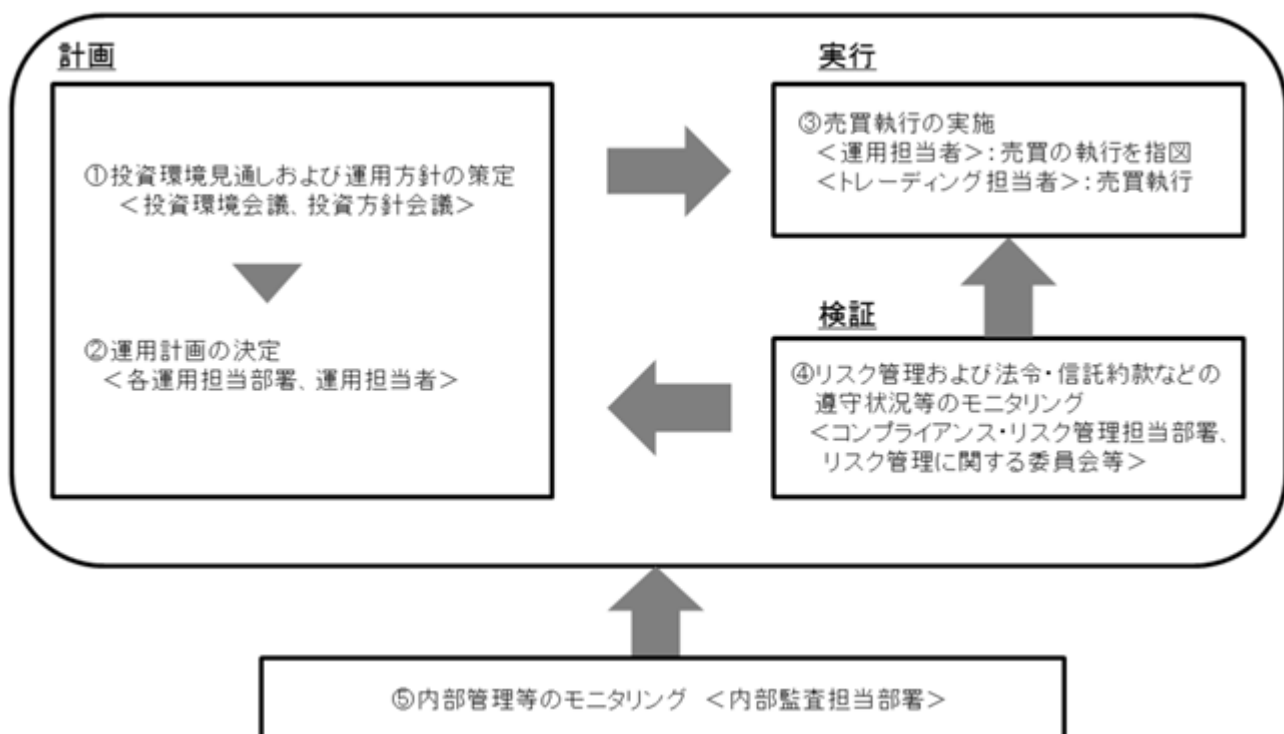 計画
①投資環境見通しおよび運用方針の策定
＜投資環境会議、投資方針会議＞
②運用計画の決定
＜各運用担当部署、運用担当者＞
実行
③売買執行の実施
＜運用担当者＞：売買の執行を指図
＜トレーディング担当者＞：売買執行
検証
④リスク管理および法令・信託約款などの
遵守状況等のモニタリング
＜コンプライアンス・リスク管理担当部署、
リスク管理に関する委員会等＞
⑤内部管理等のモニタリング ＜内部監査担当部署＞